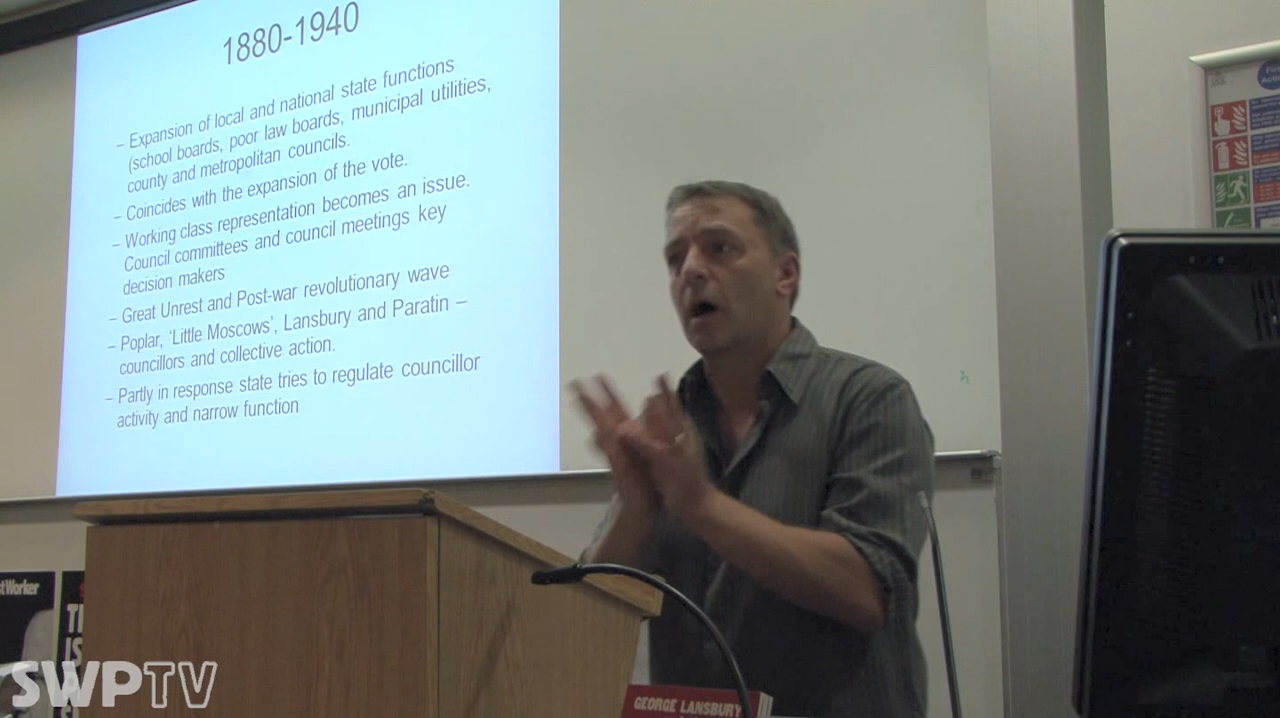 1880-1940
– Expansion of local and national state functions
(school boards, poor law boards, municipal utilities,
county and metropolitan councils.
– Coincides with the expansion of the vote.
– Working class representation becomes an issue.
Council committees and council meetings key
decision makers
– Great Unrest and Post-war revolutionary wave
– Poplar, ‘Little Moscows’, Lansbury and Paratin –
councillors and collective action.
– Partly in response state tries to regulate councillor
activity and narrow function
tWorker
IS
SWPTV
GEORGE LANSBURY